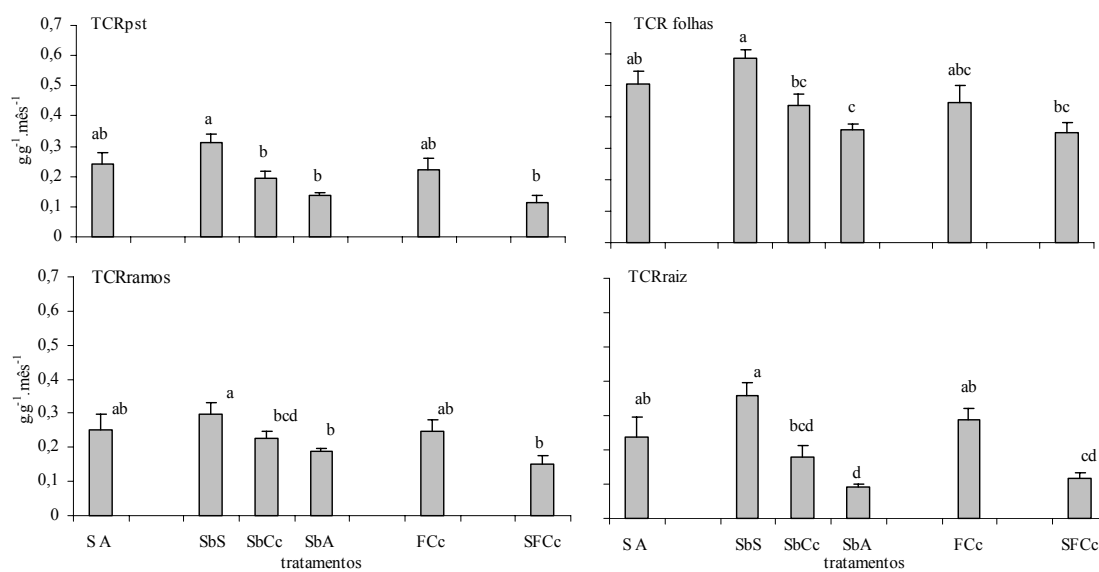 TCRpst
0,7
0,6
0,5
0,4
0,3
0,2
0,1
0
g.g⁻¹.mês⁻¹
ab
a
b
b
ab
b
TCR folhas
ab
a
bc
c
abc
bc
TCRramos
0,7
0,6
0,5
0,4
0,3
0,2
0,1
0
g.g⁻¹.mês⁻¹
ab
a
bcd
b
ab
b
S A SbS SbCc SbA FCc SFCc
tratamentos
TCRraiz
ab
a
bcd
d
ab
cd
S A SbS SbCc SbA FCc SFCc
tratamentos